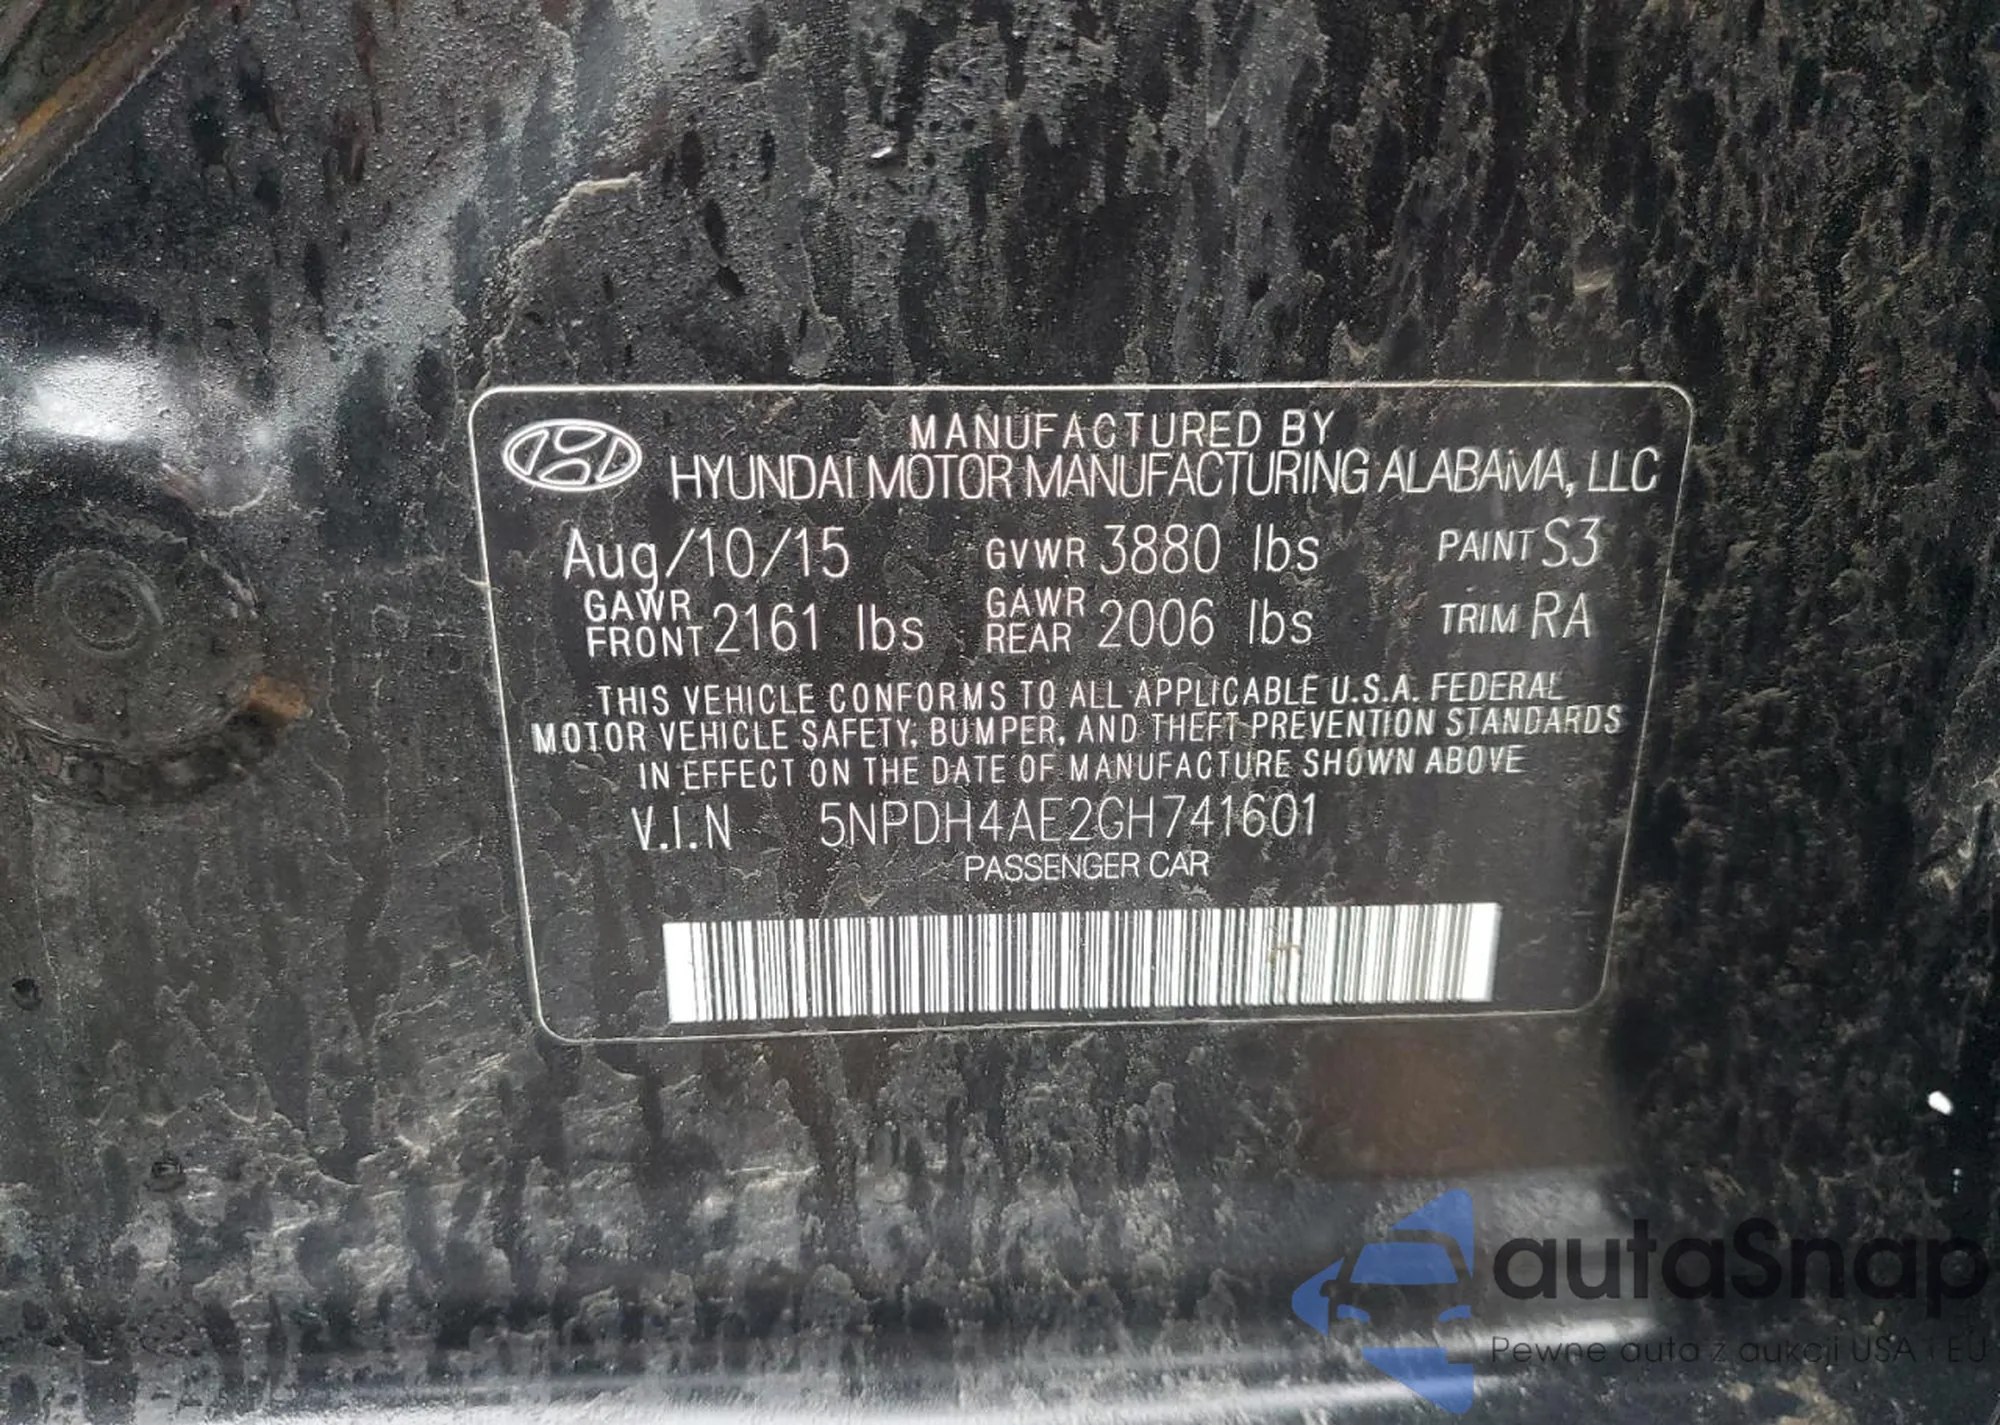 MANUFACTURED BY
HYUNDAI MOTOR MANUFACTURING ALABAMA, LLC
Aug/10/15 GVWR 3880 lbs PAINT S3
GAWR FRONT 2161 lbs GAWR REAR 2006 lbs TRIM RA
THIS VEHICLE CONFORMS TO ALL APPLICABLE U.S.A. FEDERAL
MOTOR VEHICLE SAFETY, BUMPER, AND THEFT PREVENTION STANDARDS
IN EFFECT ON THE DATE OF MANUFACTURE SHOWN ABOVE
V.I.N 5NPDH4AE2GH741601
PASSENGER CAR
autaSnap
Pewne auta z aukcji USA i EU